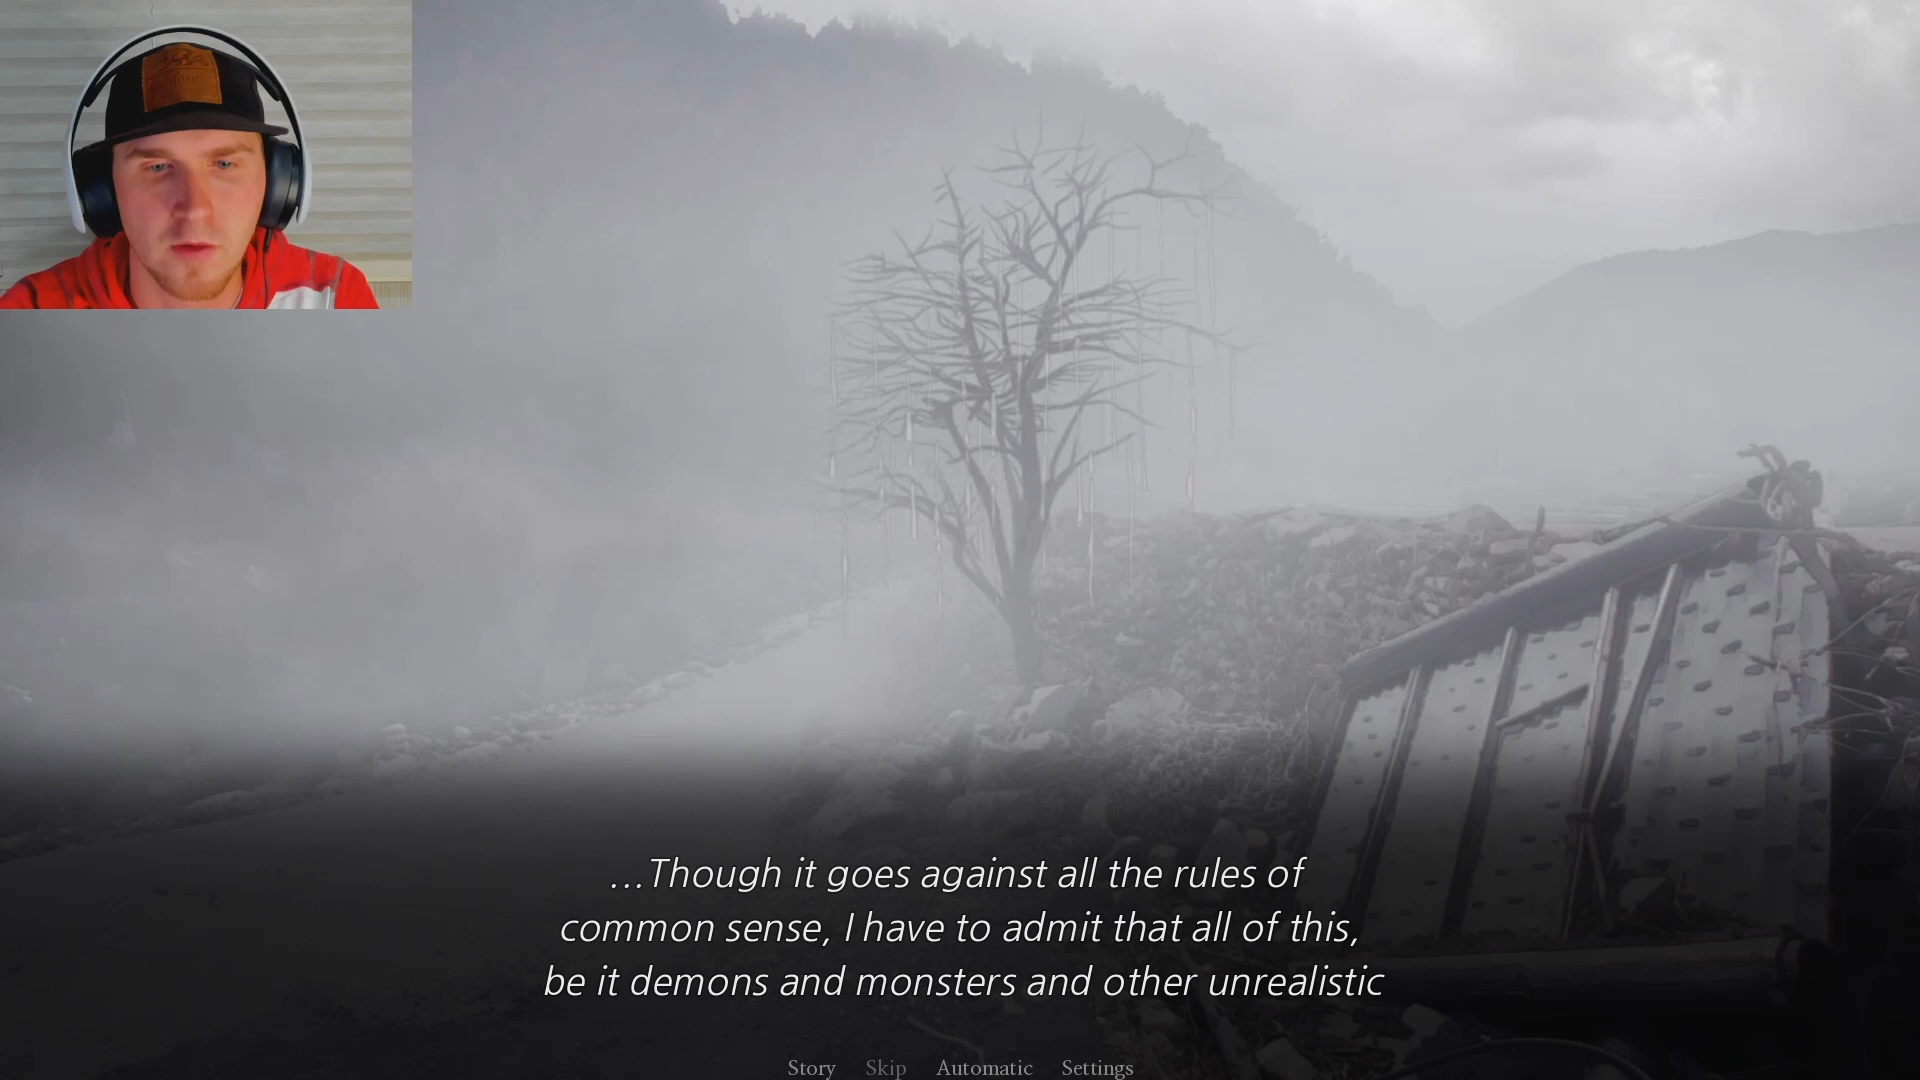 ...Though it goes against all the rules of
common sense, I have to admit that all of this,
be it demons and monsters and other unrealistic
Story Skip Automatic Settings